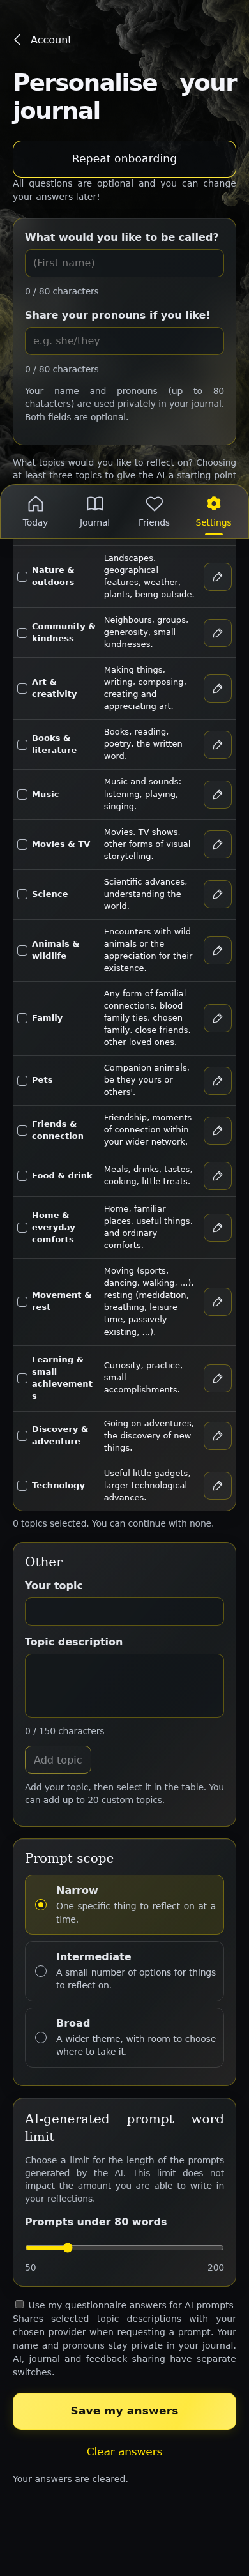 Account
Personalise your
journal
Repeat onboarding
All questions are optional and you can change
your answers later!
What would you like to be called?
(First name)
0 / 80 characters
Share your pronouns if you like!
e.g. she/they
0 / 80 characters
Your name and pronouns (up to 80
chatacters) are used privately in your journal.
Both fields are optional.
What topics would you like to reflect on? Choosing
at least three topics to give the AI a starting point
Today
Journal
Friends
Settings
Nature &
outdoors
Landscapes,
geographical
features, weather,
plants, being outside.
Community &
kindness
Neighbours, groups,
generosity, small
kindnesses.
Art &
creativity
Making things,
writing, composing,
creating and
appreciating art.
Books &
literature
Books, reading,
poetry, the written
word.
Music
Music and sounds:
listening, playing,
singing.
Movies & TV
Movies, TV shows,
other forms of visual
storytelling.
Science
Scientific advances,
understanding the
world.
Animals &
wildlife
Encounters with wild
animals or the
appreciation for their
existence.
Family
Any form of familial
connections, blood
family ties, chosen
family, close friends,
other loved ones.
Pets
Companion animals,
be they yours or
others'.
Friends &
connection
Friendship, moments
of connection within
your wider network.
Food & drink
Meals, drinks, tastes,
cooking, little treats.
Home &
everyday
comforts
Home, familiar
places, useful things,
and ordinary
comforts.
Movement &
rest
Moving (sports,
dancing, walking, ...),
resting (medidation,
breathing, leisure
time, passively
existing, ...).
Learning &
small
achievement
s
Curiosity, practice,
small
accomplishments.
Discovery &
adventure
Going on adventures,
the discovery of new
things.
Technology
Useful little gadgets,
larger technological
advances.
0 topics selected. You can continue with none.
Other
Your topic
Topic description
0 / 150 characters
Add topic
Add your topic, then select it in the table. You
can add up to 20 custom topics.
Prompt scope
Narrow
One specific thing to reflect on at a
time.
Intermediate
A small number of options for things
to reflect on.
Broad
A wider theme, with room to choose
where to take it.
AI-generated prompt word
limit
Choose a limit for the length of the prompts
generated by the AI. This limit does not
impact the amount you are able to write in
your reflections.
Prompts under 80 words
50
200
Use my questionnaire answers for AI prompts
Shares selected topic descriptions with your
chosen provider when requesting a prompt. Your
name and pronouns stay private in your journal.
AI, journal and feedback sharing have separate
switches.
Save my answers
Clear answers
Your answers are cleared.